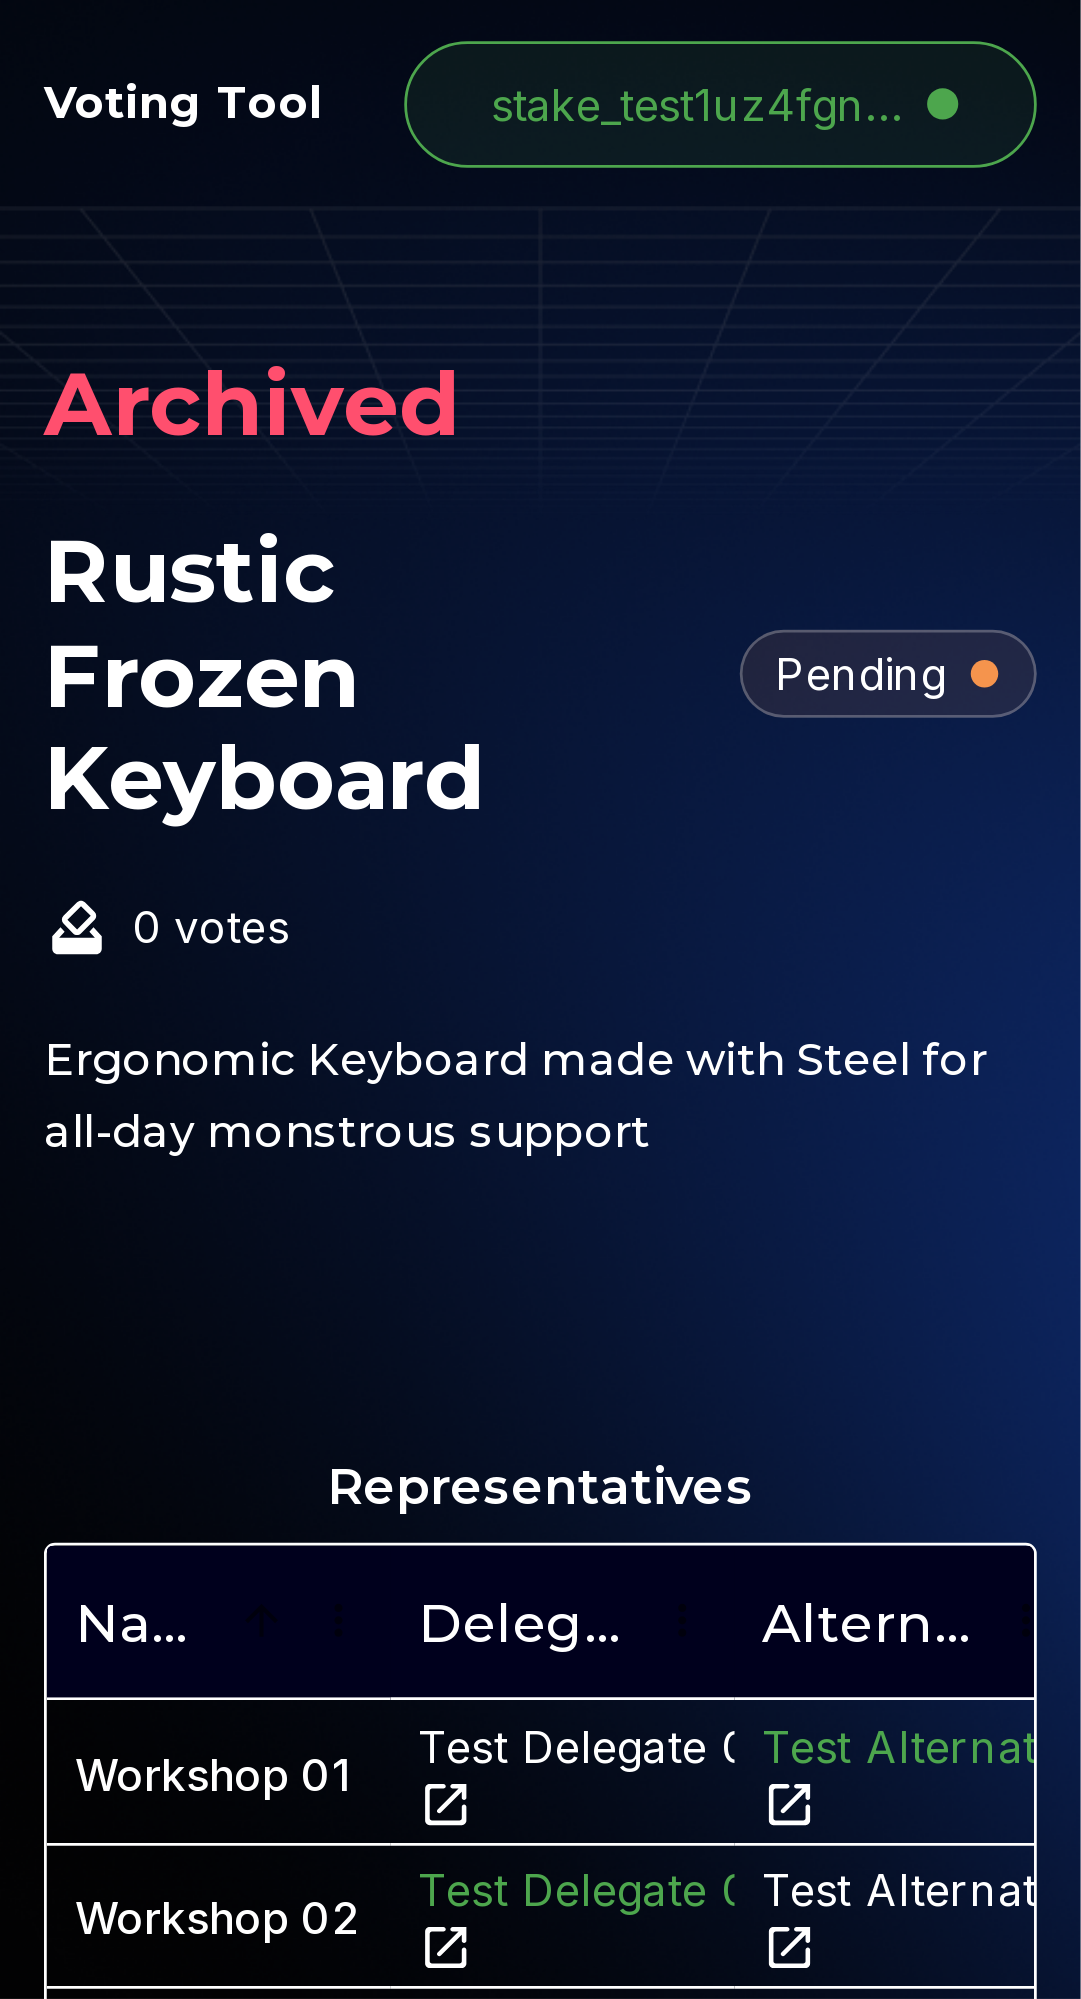 Voting Tool
stake_test1uz4fgn...
Archived
Rustic
Frozen
Keyboard
Pending
0 votes
Ergonomic Keyboard made with Steel for
all-day monstrous support
Representatives
Na... Deleg... Altern...
Workshop 01 Test Delegate Test Alternat
Workshop 02 Test Delegate Test Alternat